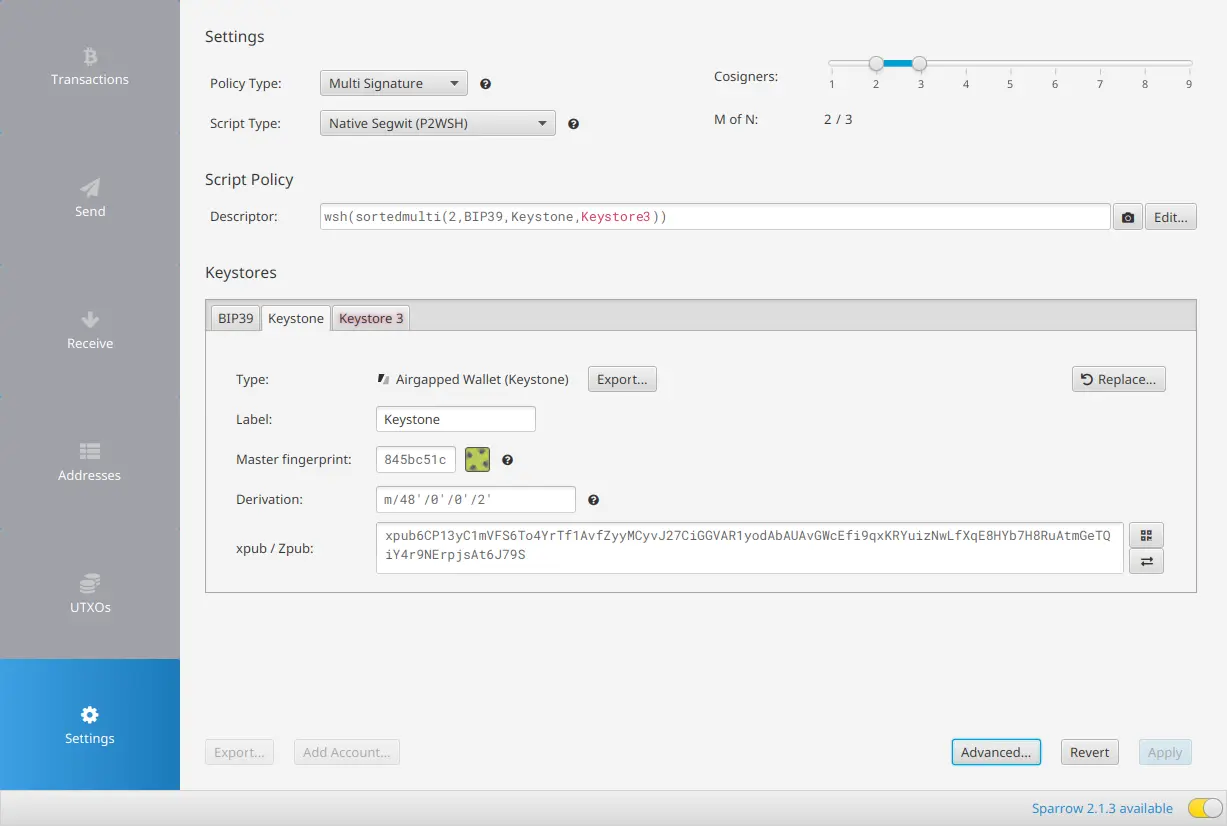 Transactions
Send
Receive
Addresses
UTXOs
Settings
Settings
Policy Type: Multi Signature
Script Type: Native Segwit (P2WSH)
Cosigners:
1 2 3 4 5 6 7 8 9
M of N: 2 / 3
Script Policy
Descriptor: wsh(sortedmulti(2,BIP39,Keystone,Keystore3)) Edit...
Keystores
BIP39 Keystone Keystore 3
Type: Airgapped Wallet (Keystone) Export... Replace...
Label: Keystone
Master fingerprint: 845bc51c
Derivation: m/48'/0'/0'/2'
xpub / Zpub: xpub6CP13yC1mVFS6To4YrTf1AvfZyyMCyvJ27CiGGVAR1yodAbAUAvGWcEfi9qxKRYuizNwLfXqE8HYb7H8RuAtmGeTQ
iY4r9NErpjsAt6J79S
Export... Add Account... Advanced... Revert Apply
Sparrow 2.1.3 available